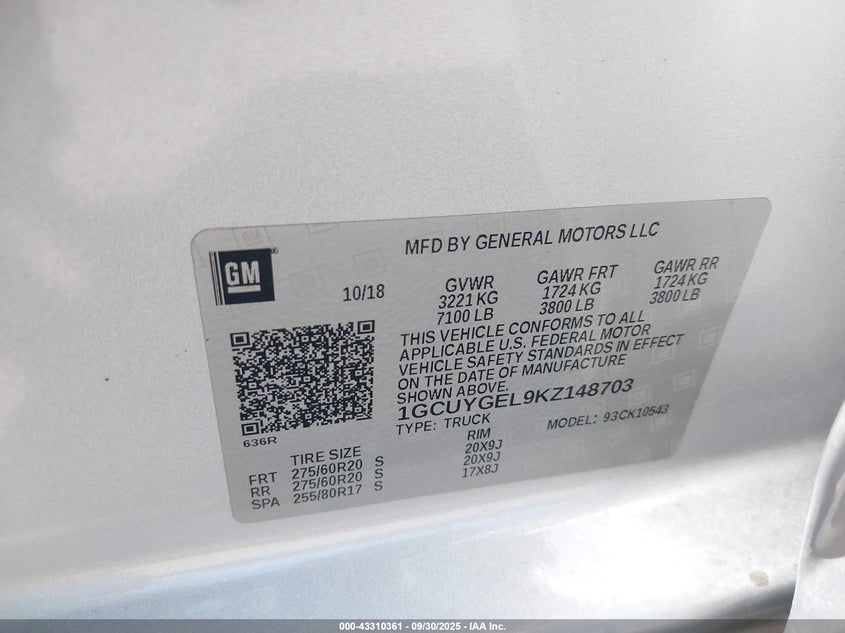 GM
®
MFD BY GENERAL MOTORS LLC
10/18
GVWR
3221 KG
7100 LB
GAWR FRT
1724 KG
3800 LB
GAWR RR
1724 KG
3800 LB
THIS VEHICLE CONFORMS TO ALL
APPLICABLE U.S. FEDERAL MOTOR
VEHICLE SAFETY STANDARDS IN EFFECT
ON THE DATE OF MANUFACTURE
SHOWN ABOVE.
1GCUYGEL9KZ148703
TYPE: TRUCK
MODEL: 93CK10543
636R
TIRE SIZE
RIM
FRT 275/60R20 S 20X9J
RR 275/60R20 S 20X9J
SPA 255/80R17 S 17X8J
000-43310361 - 09/30/2025 - IAA Inc.